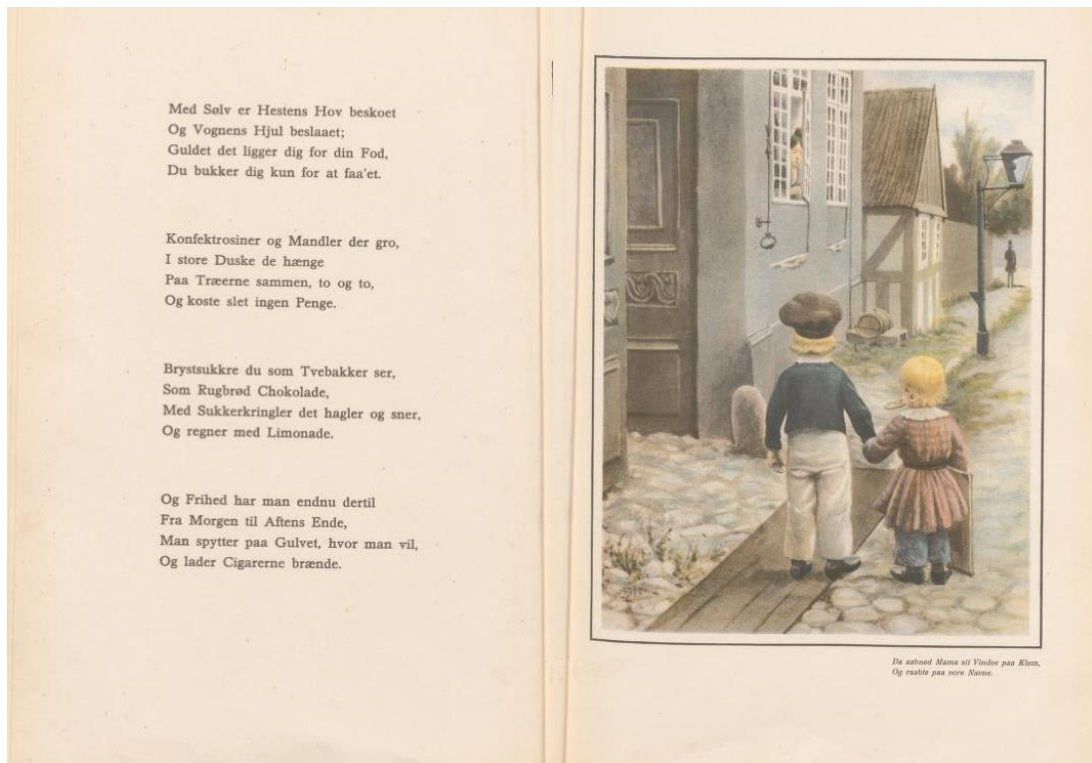 Med Sølv er Hestens Hov beskoet
Og Vognens Hjul beslaaet;
Guldet det ligger dig for din Fod,
Du bukker dig kun for at faa'et.
Konfektrosiner og Mandler der gro,
I store Duske de hænge
Paa Træerne sammen, to og to,
Og koste slet ingen Penge.
Brystsukkre du som Tvebakker ser,
Som Rugbrød Chokolade,
Med Sukkerkringler det hagler og sner,
Og regner med Limonade.
Og Frihed har man endnu dertil
Fra Morgen til Aftens Ende,
Man spytter paa Gulvet, hvor man vil,
Og lader Cigarerne brænde.
Da aabned Mama sit Vindue paa Klem,
Og raabte paa vore Navne.